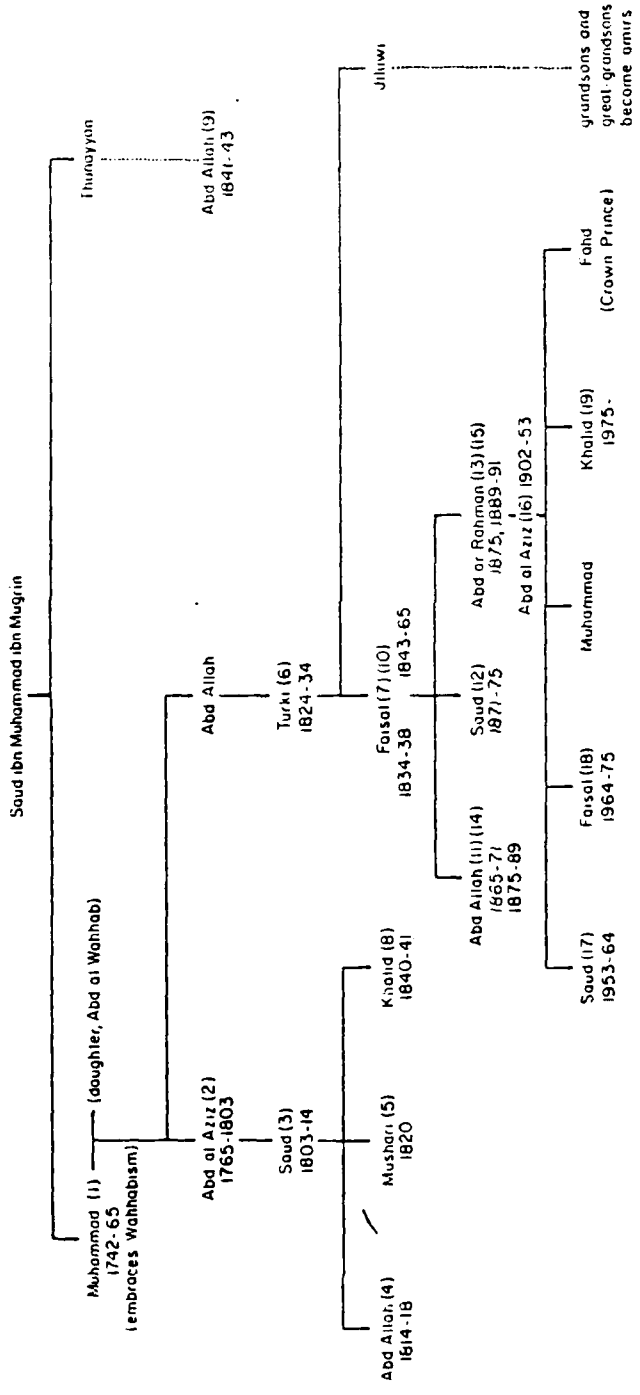 Saud ibn Muhammad ibn Muqrin
Muhammad (1)
1742-65
(embraces Wahhabism)
(daughter, Abd al Wahhab)
Thunayyan
Abd al Aziz (2)
1765-1803
Abd Allah
Abd Allah (9)
1841-43
Saud (3)
1803-14
Turki (6)
1824-34
Abd Allah (4)
1814-18
Mushari (5)
1820
Khalid (8)
1840-41
Faisal (7) (10)
1834-38 1843-65
Jiluwi
Abd Allah (11) (14)
1865-71
1875-89
Saud (12)
1871-75
Abd ar Rahman (13) (15)
1875, 1889-91
Abd al Aziz (16) 1902-53
Saud (17)
1953-64
Faisal (18)
1964-75
Muhammad
Khalid (19)
1975-
Fahd
(Crown Prince)
grandsons and
great-grandsons
become amirs